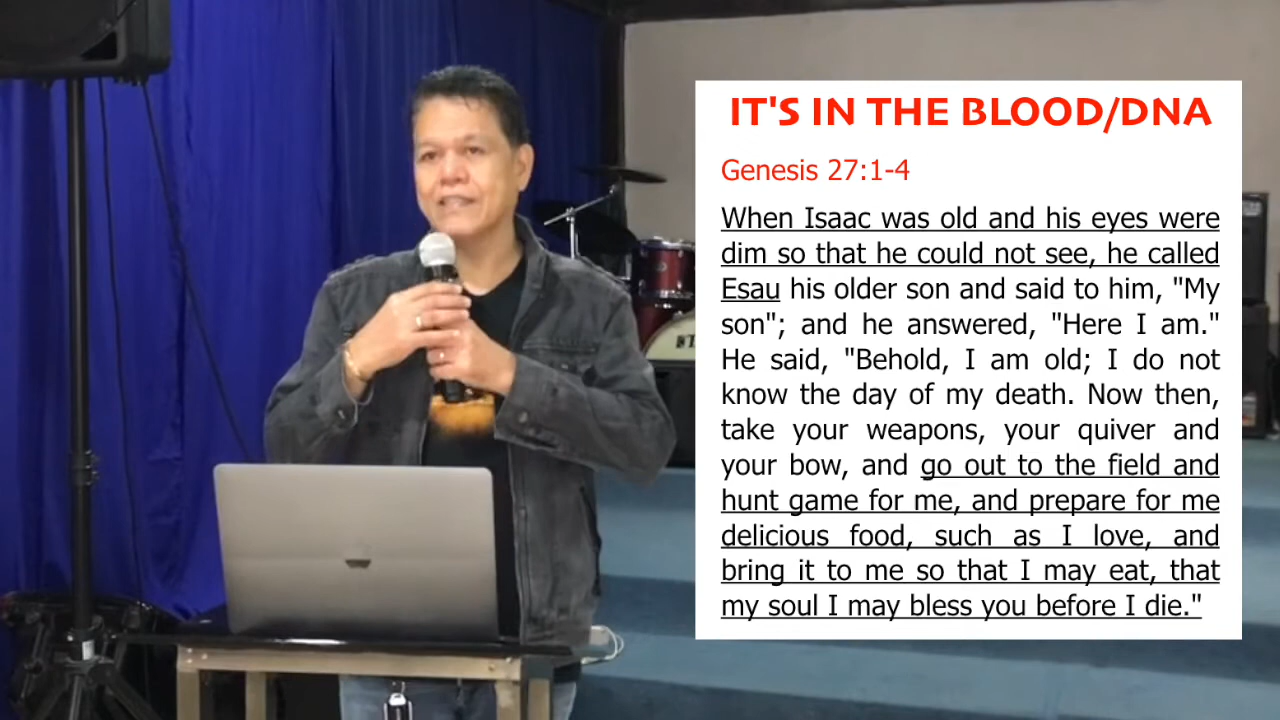 IT'S IN THE BLOOD/DNA
Genesis 27:1-4
When Isaac was old and his eyes were
dim so that he could not see, he called
Esau his older son and said to him, "My
son"; and he answered, "Here I am."
He said, "Behold, I am old; I do not
know the day of my death. Now then,
take your weapons, your quiver and
your bow, and go out to the field and
hunt game for me, and prepare for me
delicious food, such as I love, and
bring it to me so that I may eat, that
my soul I may bless you before I die."